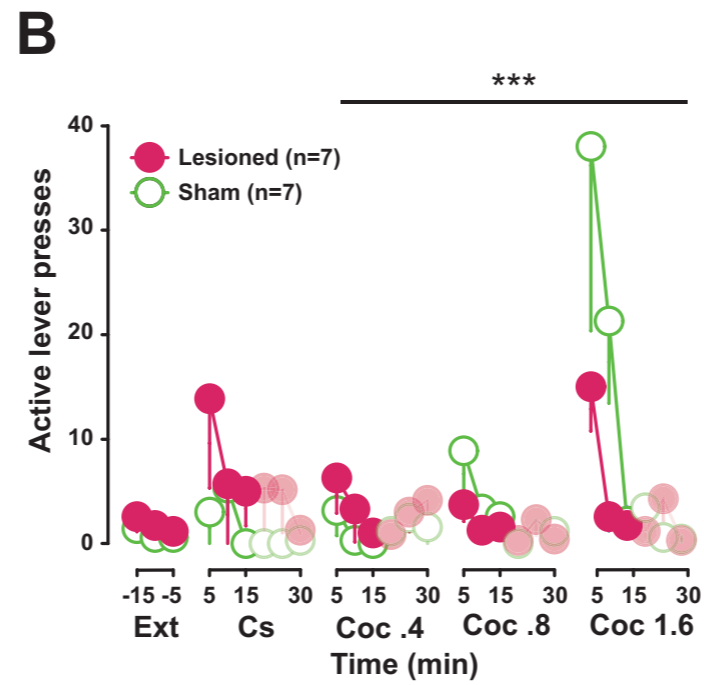 B
***
Active lever presses
40
30
20
10
0
Lesioned (n=7)
Sham (n=7)
-15 -5 5 15 30 5 15 30 5 15 30 5 15 30
Ext Cs Coc .4 Coc .8 Coc 1.6
Time (min)